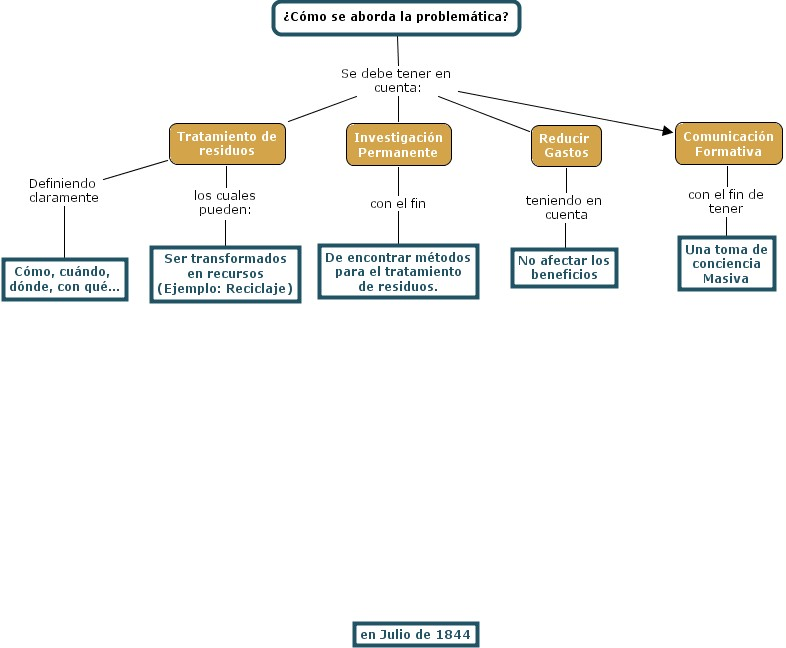 ¿Cómo se aborda la problemática?
Se debe tener en
cuenta:
Tratamiento de
residuos
Investigación
Permanente
Reducir
Gastos
Comunicación
Formativa
Definiendo
claramente
los cuales
pueden:
con el fin
teniendo en
cuenta
con el fin de
tener
Cómo, cuándo,
dónde, con qué...
Ser transformados
en recursos
(Ejemplo: Reciclaje)
De encontrar métodos
para el tratamiento
de residuos.
No afectar los
beneficios
Una toma de
conciencia
Masiva
en Julio de 1844